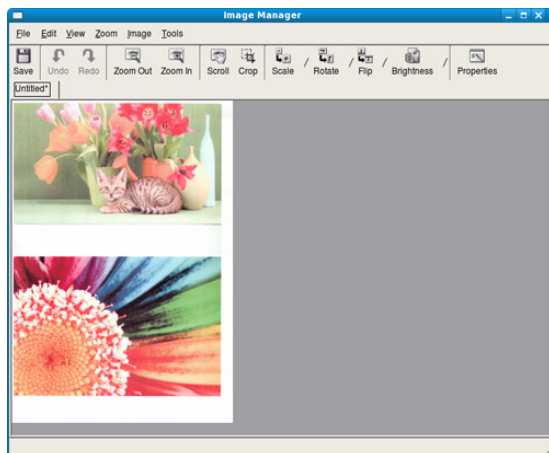 Image Manager
File Edit View Zoom Image Tools
Save Undo Redo Zoom Out Zoom In Scroll Crop Scale / Rotate / Flip / Brightness / Properties
Untitled*